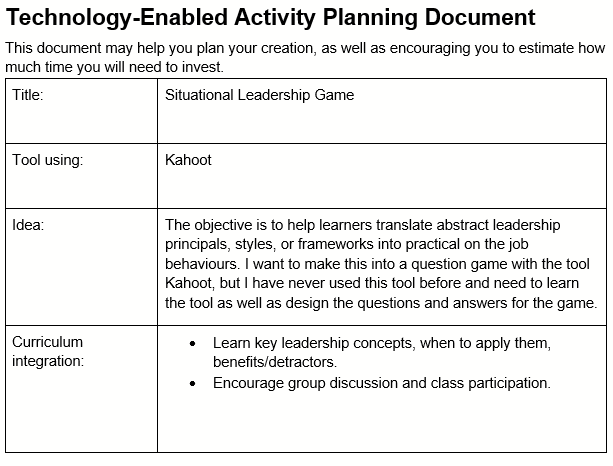 Technology-Enabled Activity Planning Document
This document may help you plan your creation, as well as encouraging you to estimate how
much time you will need to invest.
Title:
Situational Leadership Game
Tool using:
Kahoot
Idea:
The objective is to help learners translate abstract leadership
principals, styles, or frameworks into practical on the job
behaviours. I want to make this into a question game with the tool
Kahoot, but I have never used this tool before and need to learn
the tool as well as design the questions and answers for the game.
Curriculum
integration:
• Learn key leadership concepts, when to apply them,
benefits/detractors.
• Encourage group discussion and class participation.